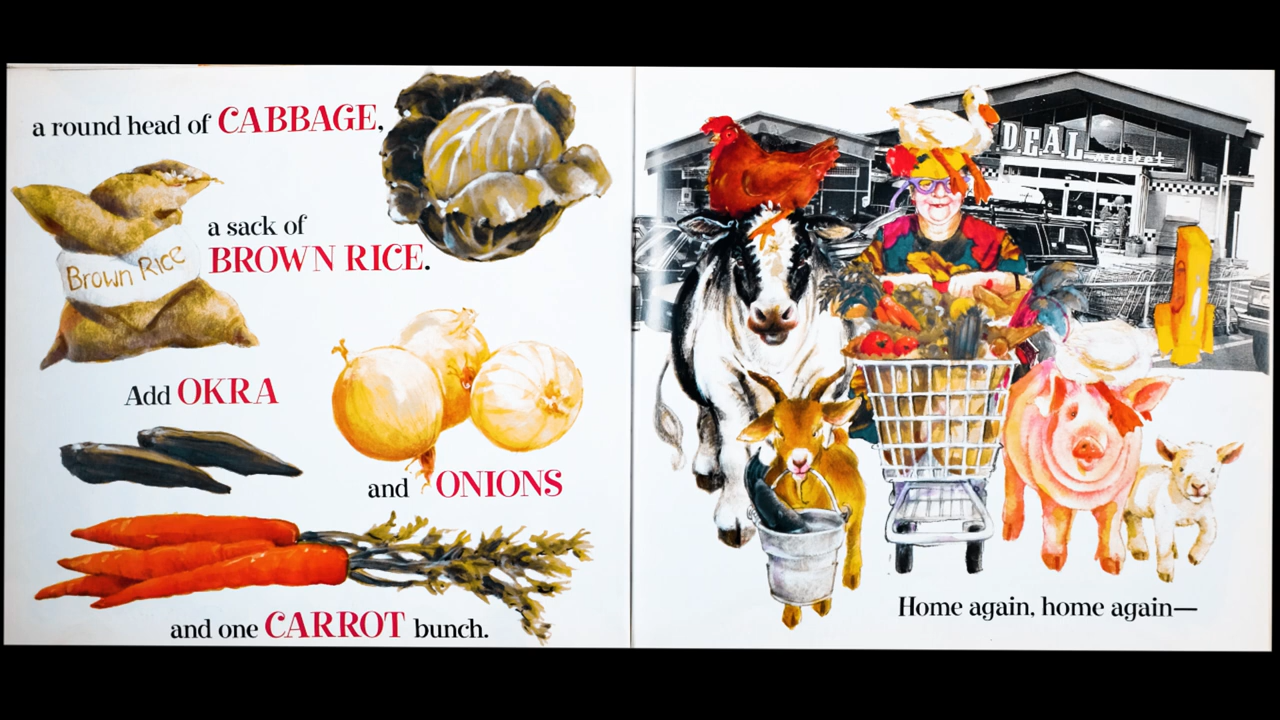 a round head of CABBAGE,
a sack of
BROWN RICE.
Brown Rice
Add OKRA
and ONIONS
and one CARROT bunch.
DEAL
market
Home again, home again—